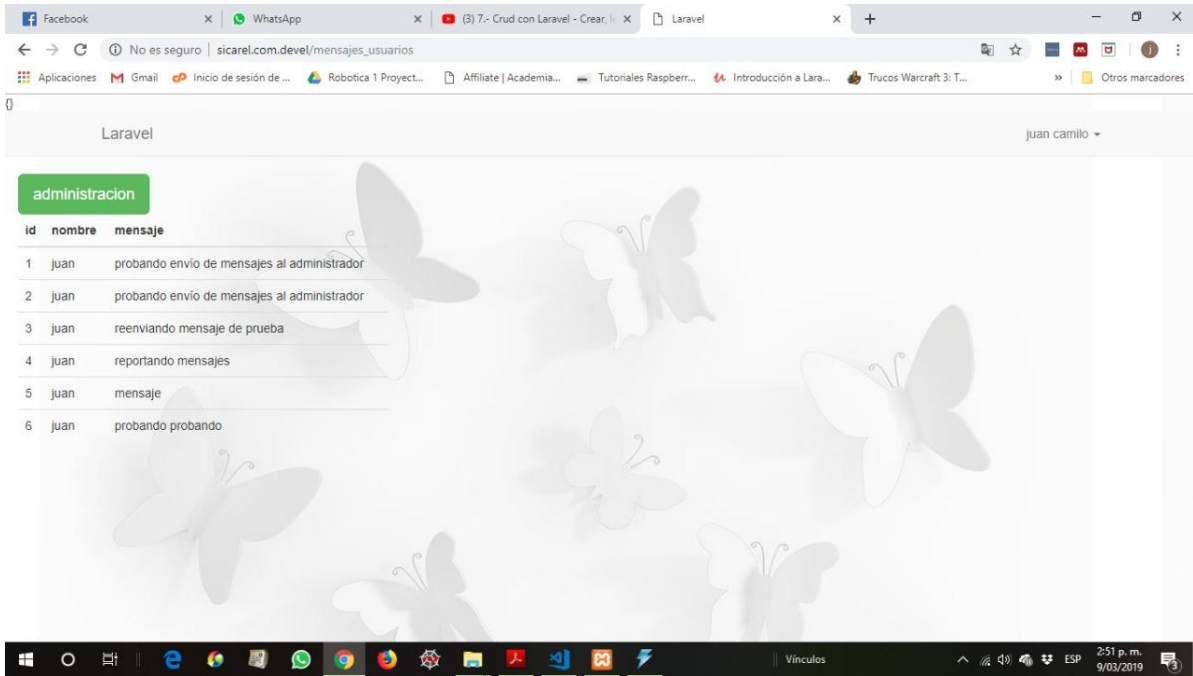 Facebook
WhatsApp
(3) 7.- Crud con Laravel - Crear, l
Laravel
No es seguro | sicarel.com.devel/mensajes_usuarios
Aplicaciones
Gmail
Inicio de sesión de ...
Robotica 1 Proyect...
Affiliate | Academia...
Tutoriales Raspberr...
Introducción a Lara...
Trucos Warcraft 3: T...
»
Otros marcadores
{}
Laravel
juan camilo
administracion
id nombre mensaje
1 juan probando envío de mensajes al administrador
2 juan probando envío de mensajes al administrador
3 juan reenviando mensaje de prueba
4 juan reportando mensajes
5 juan mensaje
6 juan probando probando
Vínculos
ESP
2:51 p. m.
9/03/2019
3